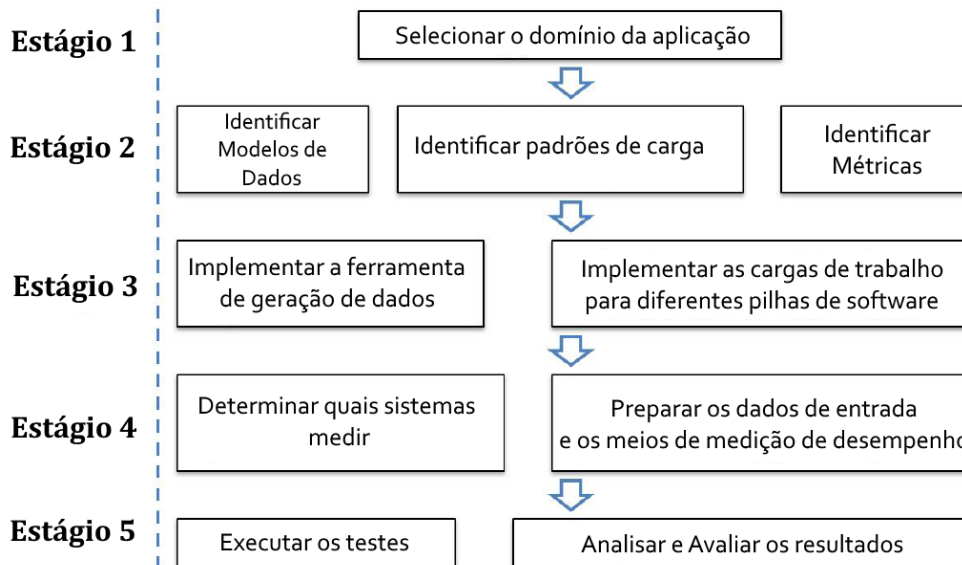 Estágio 1
Selecionar o domínio da aplicação
Estágio 2
Identificar
Modelos de
Dados
Identificar padrões de carga
Identificar
Métricas
Estágio 3
Implementar a ferramenta
de geração de dados
Implementar as cargas de trabalho
para diferentes pilhas de software
Estágio 4
Determinar quais sistemas
medir
Preparar os dados de entrada
e os meios de medição de desempenho
Estágio 5
Executar os testes
Analisar e Avaliar os resultados